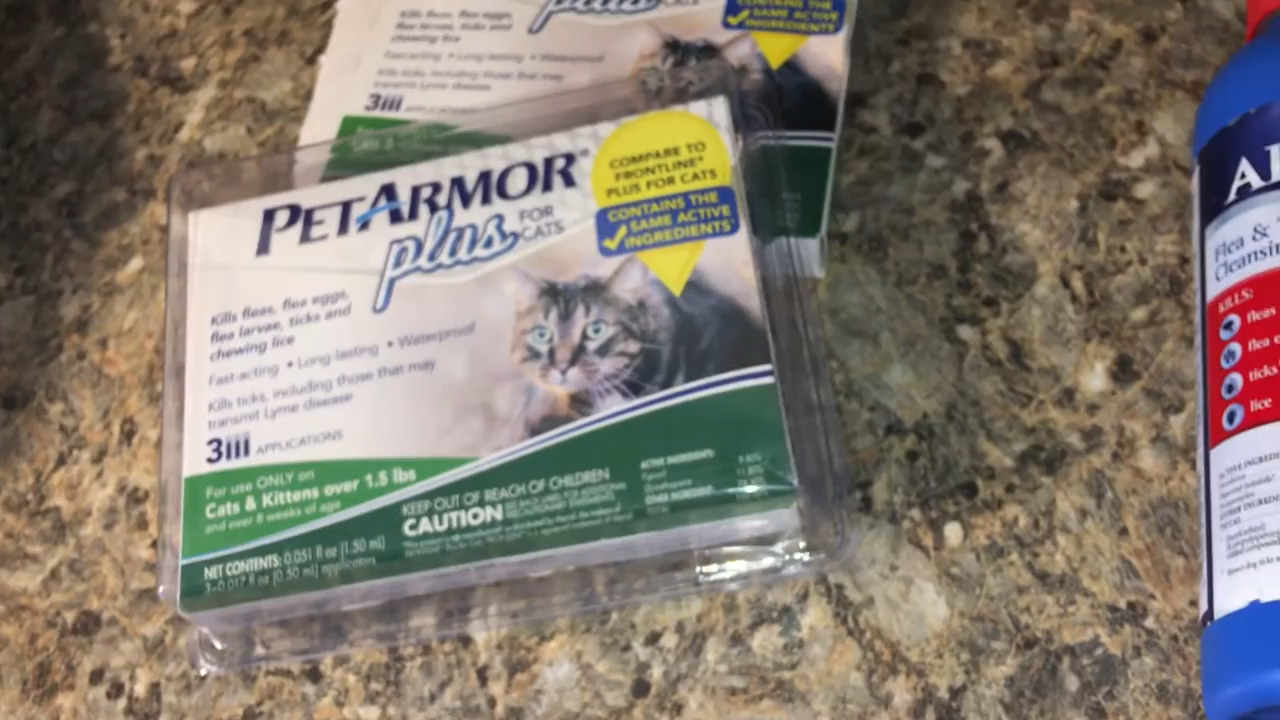 plus
CONTAINS THE
SAME ACTIVE
INGREDIENTS
Kills fleas, flea eggs,
flea larvae, ticks and
chewing lice
Fast-acting • Long-lasting • Waterproof
Kills ticks, including those that may
transmit Lyme disease
3 APPLICATIONS
PETARMOR®
plus FOR
CATS
COMPARE TO
FRONTLINE®
PLUS FOR CATS
CONTAINS THE
SAME ACTIVE
INGREDIENTS
Kills fleas, flea eggs,
flea larvae, ticks and
chewing lice
Fast-acting • Long-lasting • Waterproof
Kills ticks, including those that may
transmit Lyme disease
3 APPLICATIONS
For use ONLY on
Cats & Kittens over 1.5 lbs
and over 8 weeks of age
KEEP OUT OF REACH OF CHILDREN
CAUTION
ACTIVE INGREDIENTS:
NET CONTENTS: 0.051 fl oz [1.50 mL]
3-0.017 fl oz [0.50 mL] applicators
Flea &
KILLS:
fleas
flea
ticks
lice